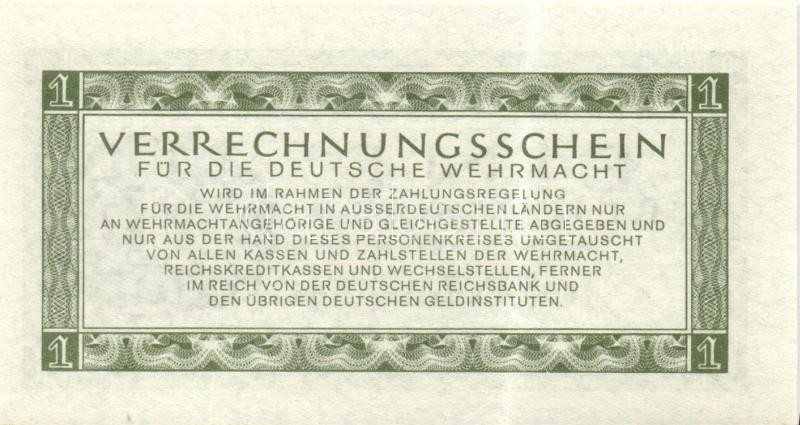 1 1
VERRECHNUNGSSCHEIN
FÜR DIE DEUTSCHE WEHRMACHT
WIRD IM RAHMEN DER ZAHLUNGSREGELUNG
FÜR DIE WEHRMACHT IN AUSSERDEUTSCHEN LÄNDERN NUR
AN WEHRMACHTANGEHÖRIGE UND GLEICHGESTELLTE ABGEGEBEN UND
NUR AUS DER HAND DIESES PERSONENKREISES UMGETAUSCHT
VON ALLEN KASSEN UND ZAHLSTELLEN DER WEHRMACHT,
REICHSKREDITKASSEN UND WECHSELSTELLEN, FERNER
IM REICH VON DER DEUTSCHEN REICHSBANK UND
DEN ÜBRIGEN DEUTSCHEN GELDINSTITUTEN.
1 1